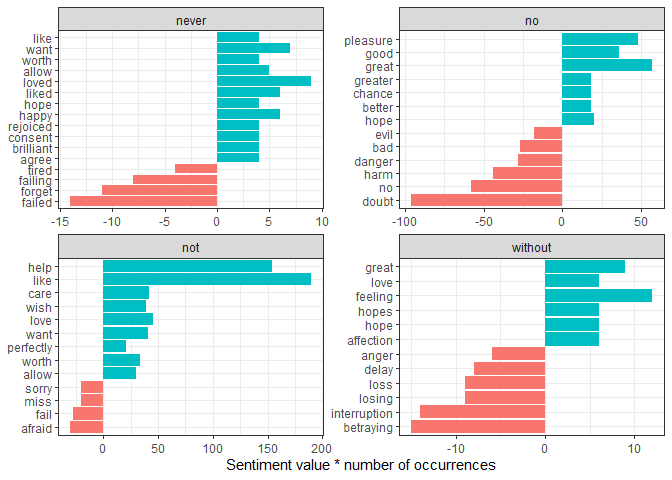 never
like
want
worth
allow
loved
liked
hope
happy
rejoiced
consent
brilliant
agree
tired
failing
forget
failed
-15 -10 -5 0 5 10
no
pleasure
good
great
greater
chance
better
hope
evil
bad
danger
harm
no
doubt
-100 -50 0 50
not
help
like
care
wish
love
want
perfectly
worth
allow
sorry
miss
fail
afraid
0 50 100 150 200
without
great
love
feeling
hopes
hope
affection
anger
delay
loss
losing
interruption
betraying
-10 0 10
Sentiment value * number of occurrences